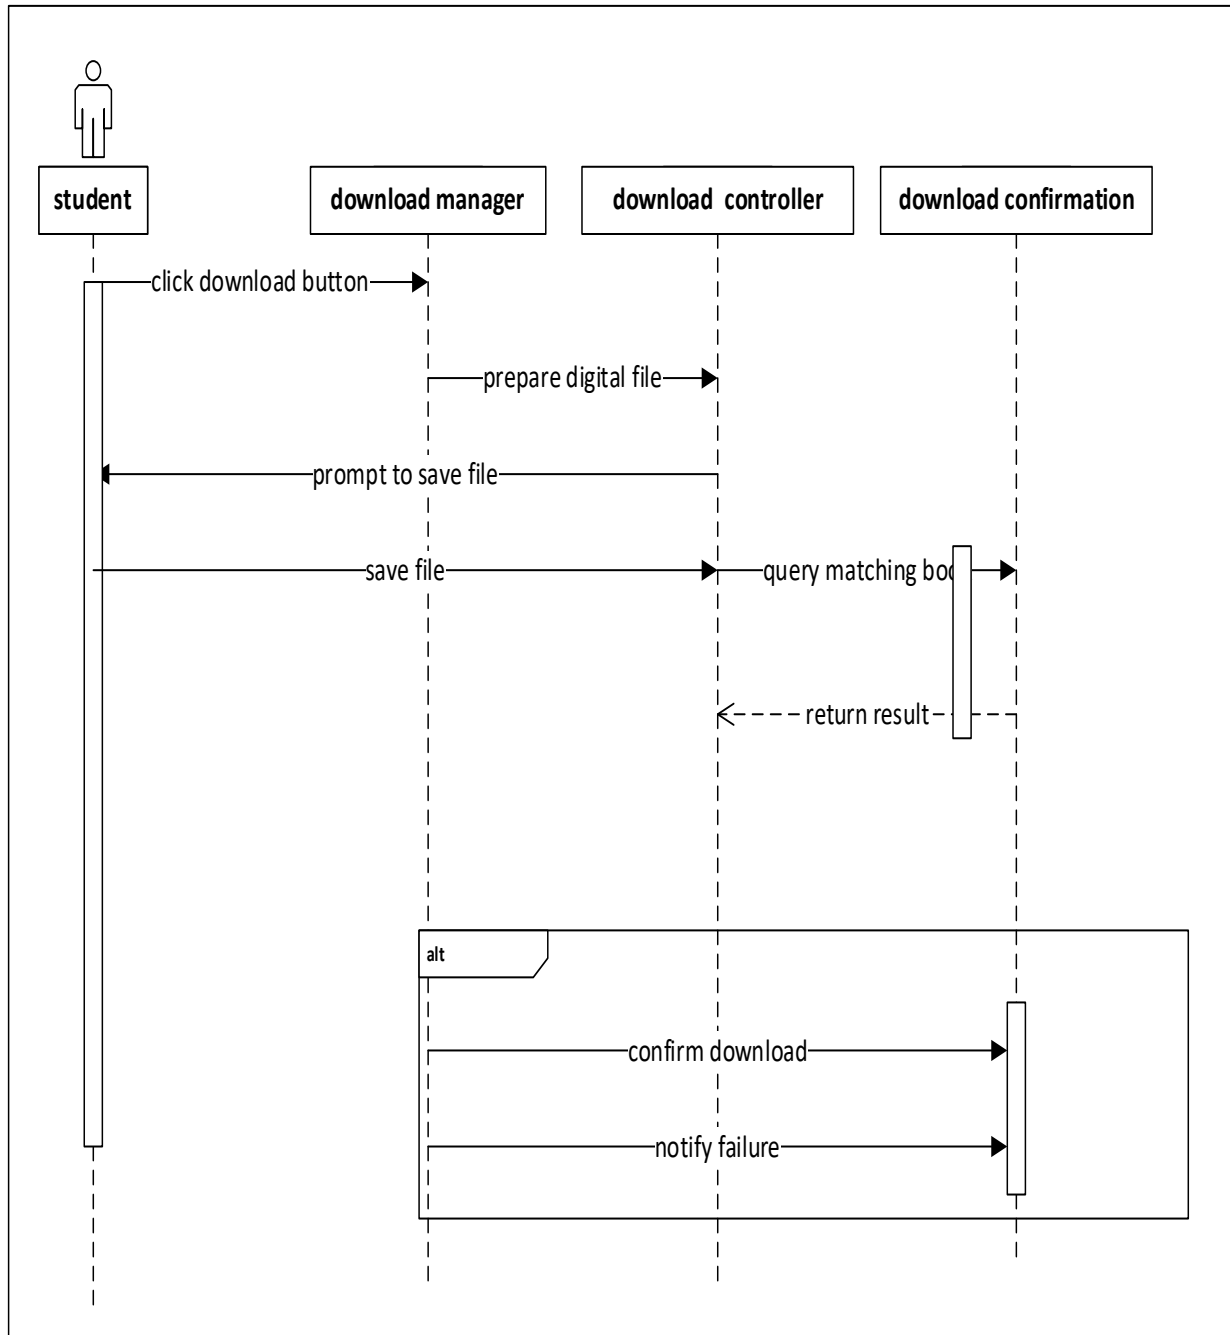 student
download manager
download controller
download confirmation
click download button
prepare digital file
prompt to save file
save file
query matching
return result
alt
confirm download
notify failure